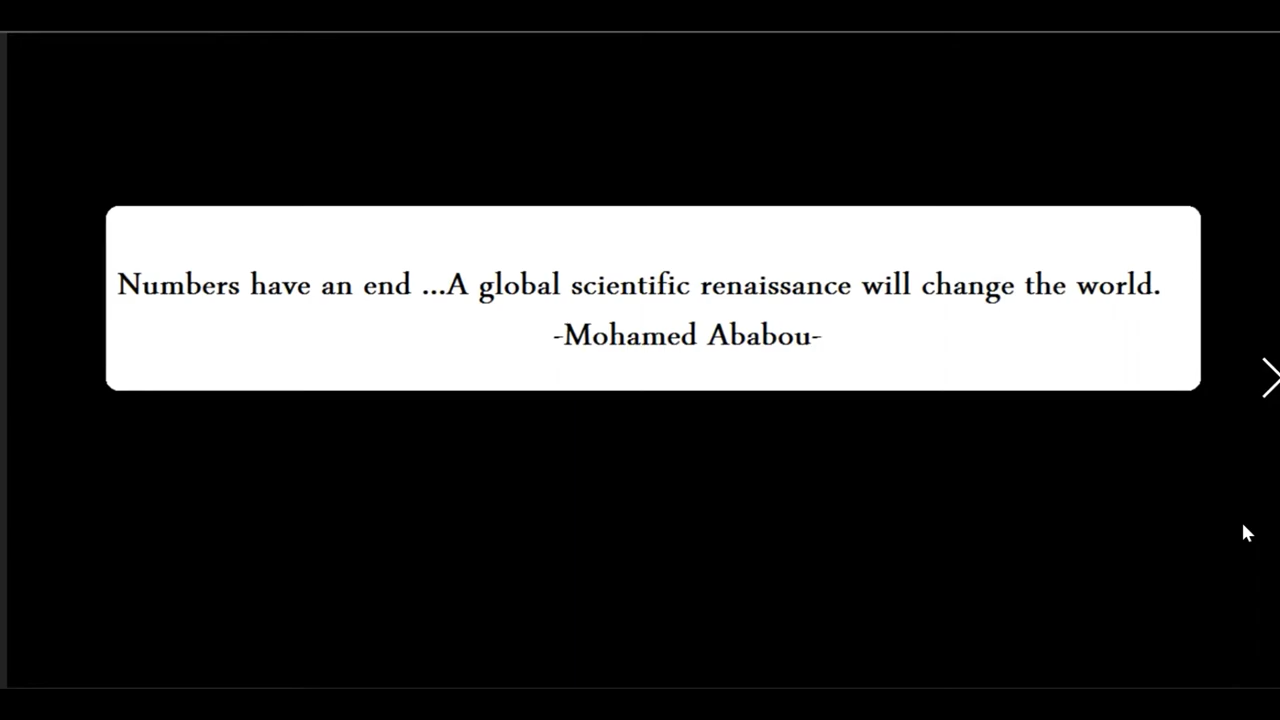 Numbers have an end ...A global scientific renaissance will change the world.
-Mohamed Ababou-